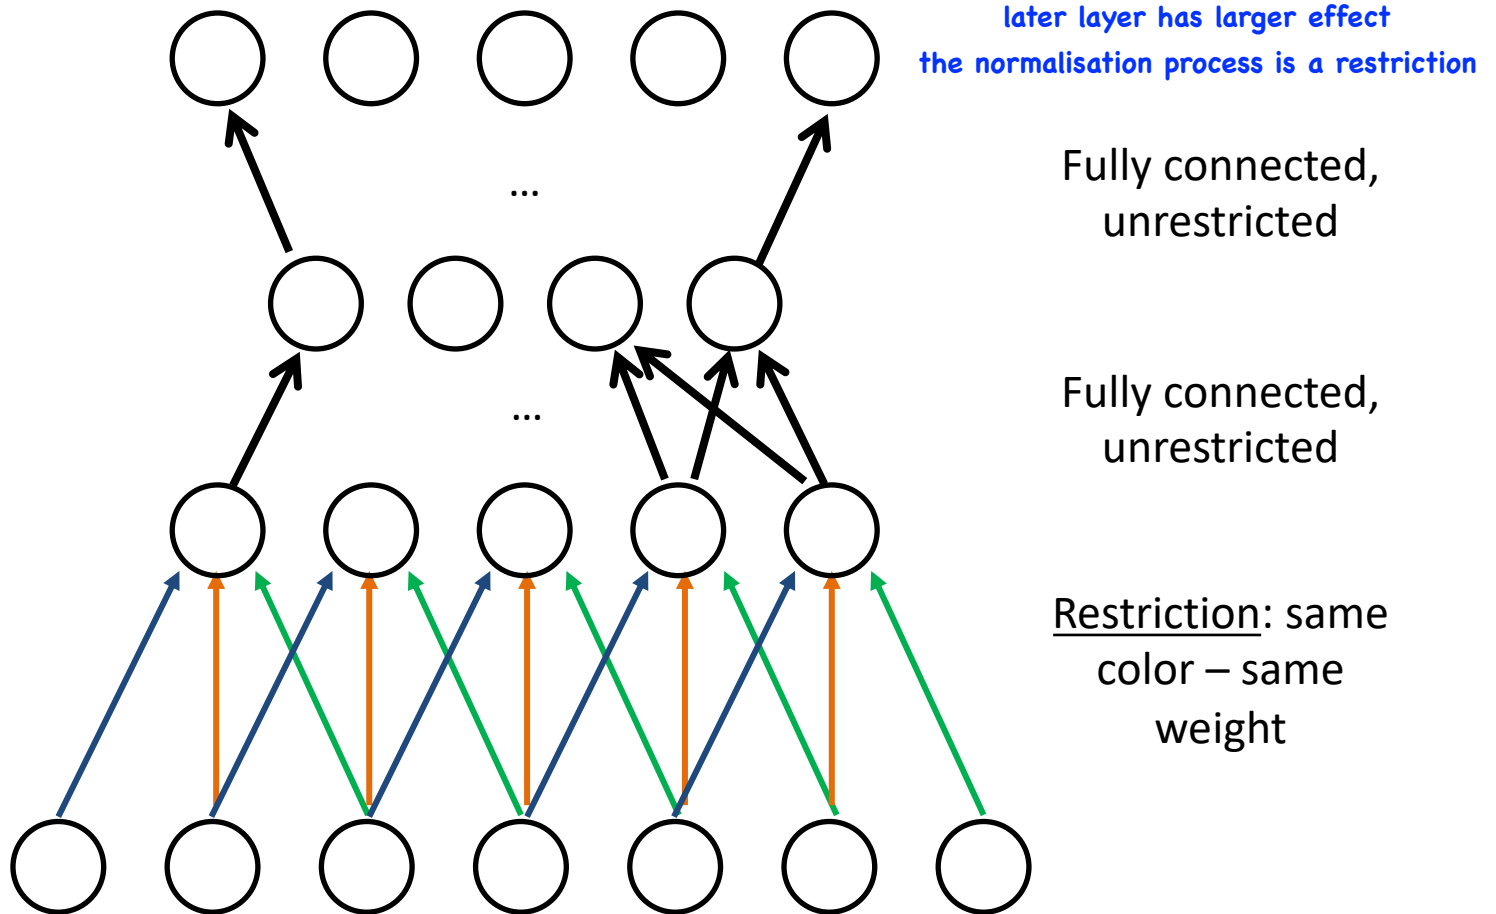 later layer has larger effect
the normalisation process is a restriction
Fully connected,
unrestricted
...
Fully connected,
unrestricted
...
Restriction: same
color – same
weight